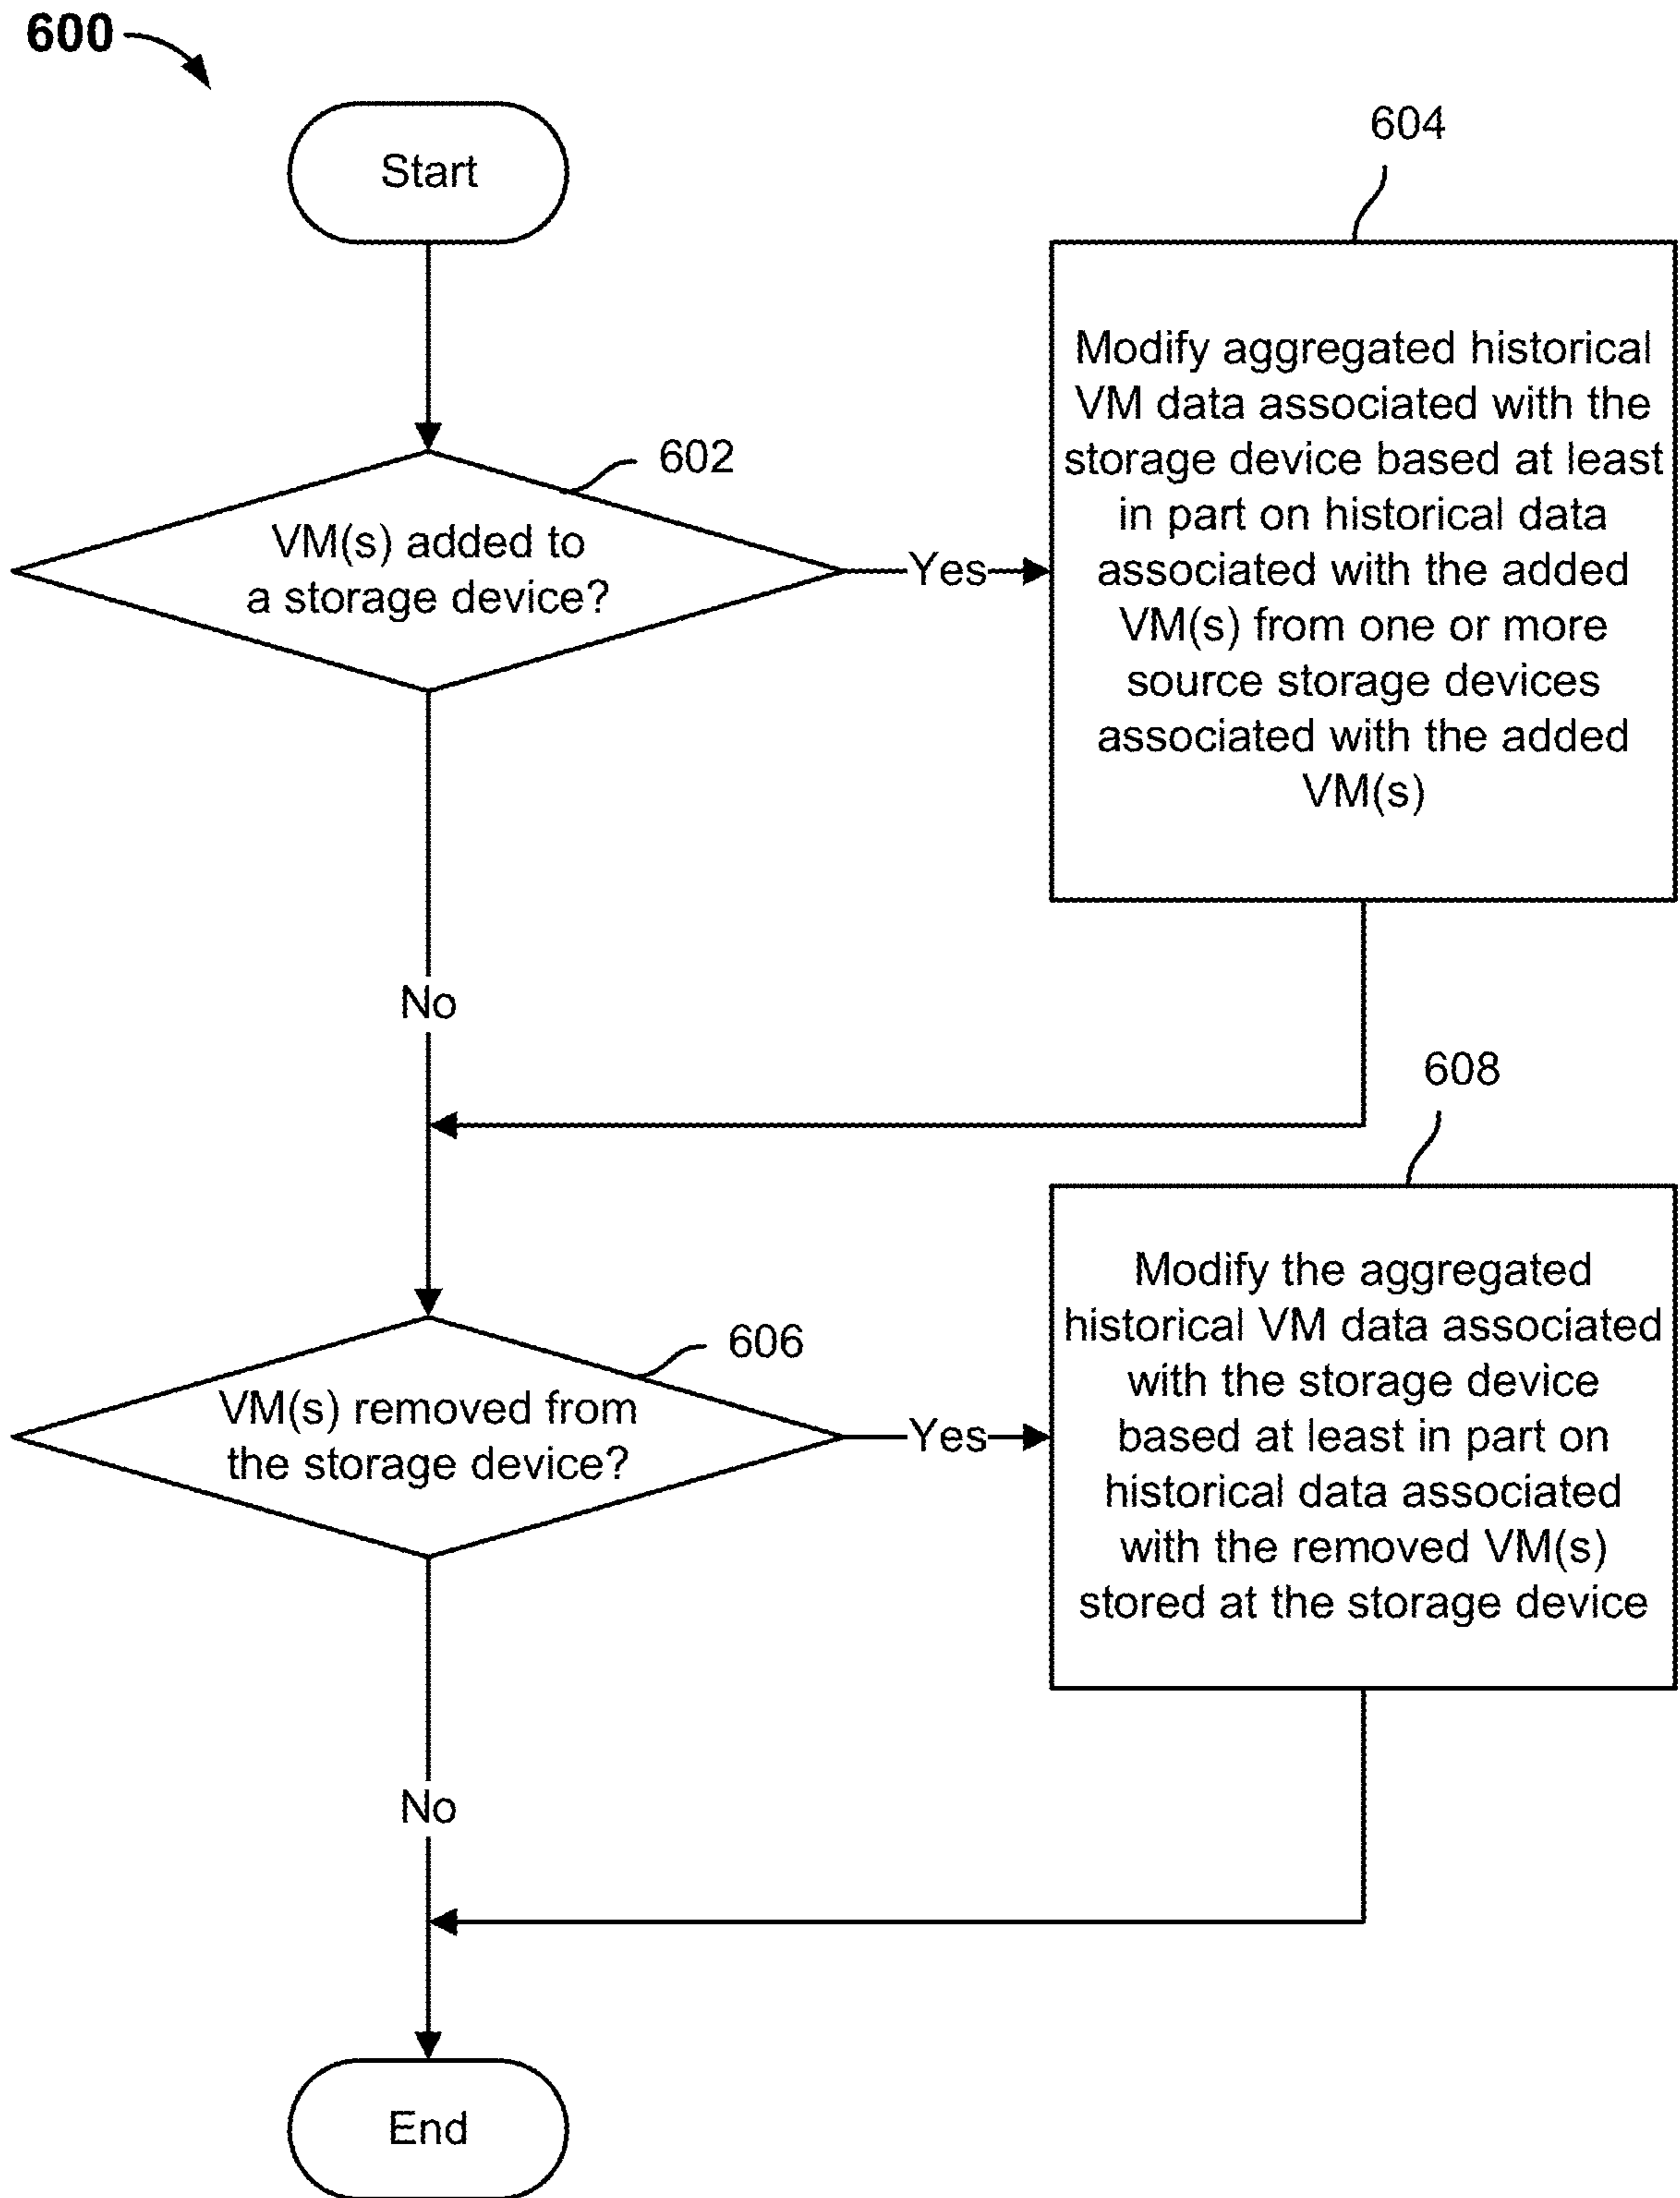 600
Start
604
Modify aggregated historical
VM data associated with the
storage device based at least
in part on historical data
associated with the added
VM(s) from one or more
source storage devices
associated with the added
VM(s)
602
VM(s) added to
a storage device?
Yes
No
608
Modify the aggregated
historical VM data associated
with the storage device
based at least in part on
historical data associated
with the removed VM(s)
stored at the storage device
606
VM(s) removed from
the storage device?
Yes
No
End